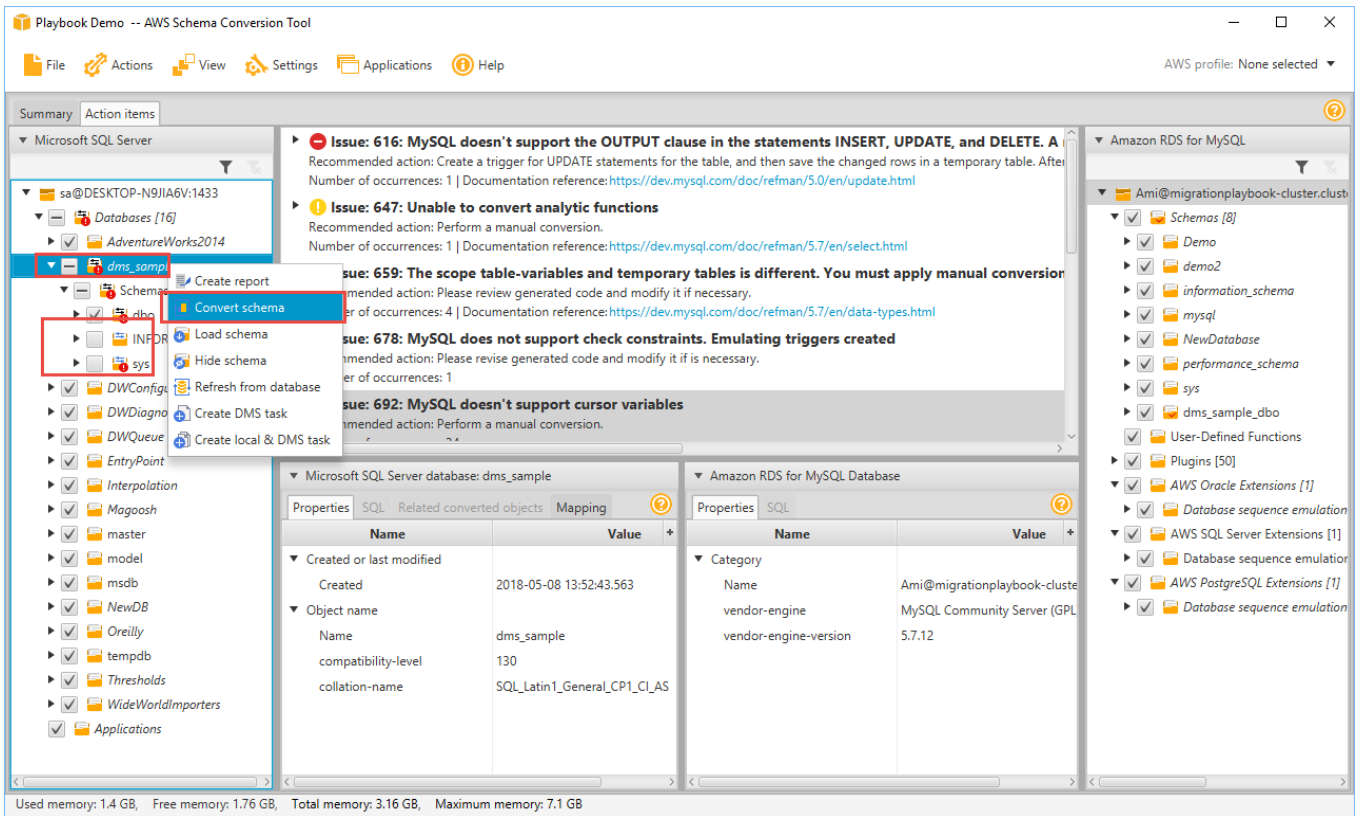 Playbook Demo -- AWS Schema Conversion Tool
File Actions View Settings Applications Help
AWS profile: None selected
Summary Action items
Microsoft SQL Server
sa@DESKTOP-N9JIA6V:1433
Databases [16]
AdventureWorks2014
dms_sampl
Schemas
dbo
INFOR
sys
DWConfigu
DWDiagno
DWQueue
EntryPoint
Interpolation
Magoosh
master
model
msdb
NewDB
Oreilly
tempdb
Thresholds
WideWorldImporters
Applications
Create report
Convert schema
Load schema
Hide schema
Refresh from database
Create DMS task
Create local & DMS task
Issue: 616: MySQL doesn't support the OUTPUT clause in the statements INSERT, UPDATE, and DELETE. A
Recommended action: Create a trigger for UPDATE statements for the table, and then save the changed rows in a temporary table. After
Number of occurrences: 1 | Documentation reference: https://dev.mysql.com/doc/refman/5.0/en/update.html
Issue: 647: Unable to convert analytic functions
Recommended action: Perform a manual conversion.
Number of occurrences: 1 | Documentation reference: https://dev.mysql.com/doc/refman/5.7/en/select.html
sue: 659: The scope table-variables and temporary tables is different. You must apply manual conversion
mmended action: Please review generated code and modify it if necessary.
er of occurrences: 4 | Documentation reference: https://dev.mysql.com/doc/refman/5.7/en/data-types.html
sue: 678: MySQL does not support check constraints. Emulating triggers created
mmended action: Please revise generated code and modify it if is necessary.
er of occurrences: 1
sue: 692: MySQL doesn't support cursor variables
mmended action: Perform a manual conversion.
Microsoft SQL Server database: dms_sample
Properties SQL Related converted objects Mapping
Name Value +
Created or last modified
Created 2018-05-08 13:52:43.563
Object name
Name dms_sample
compatibility-level 130
collation-name SQL_Latin1_General_CP1_CI_AS
Amazon RDS for MySQL Database
Properties SQL
Name Value +
Category
Name Ami@migrationplaybook-cluste
vendor-engine MySQL Community Server (GPL
vendor-engine-version 5.7.12
Amazon RDS for MySQL
Ami@migrationplaybook-cluster.clust
Schemas [8]
Demo
demo2
information_schema
mysql
NewDatabase
performance_schema
sys
dms_sample_dbo
User-Defined Functions
Plugins [50]
AWS Oracle Extensions [1]
Database sequence emulation
AWS SQL Server Extensions [1]
Database sequence emulation
AWS PostgreSQL Extensions [1]
Database sequence emulation
Used memory: 1.4 GB, Free memory: 1.76 GB, Total memory: 3.16 GB, Maximum memory: 7.1 GB